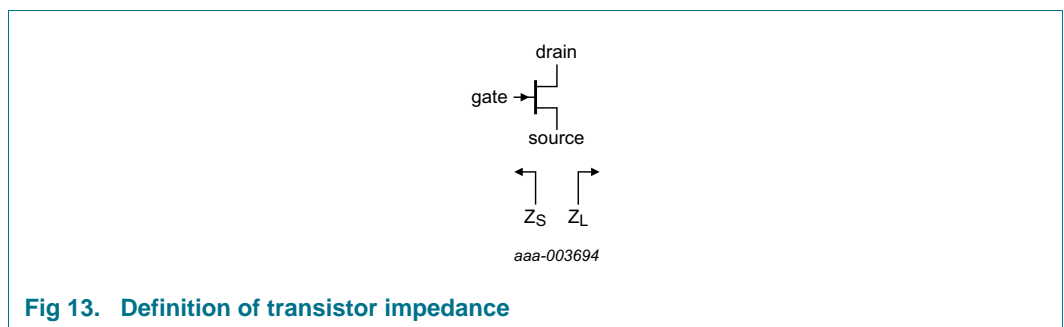 drain
gate
source
ZS ZL
aaa-003694
Fig 13. Definition of transistor impedance